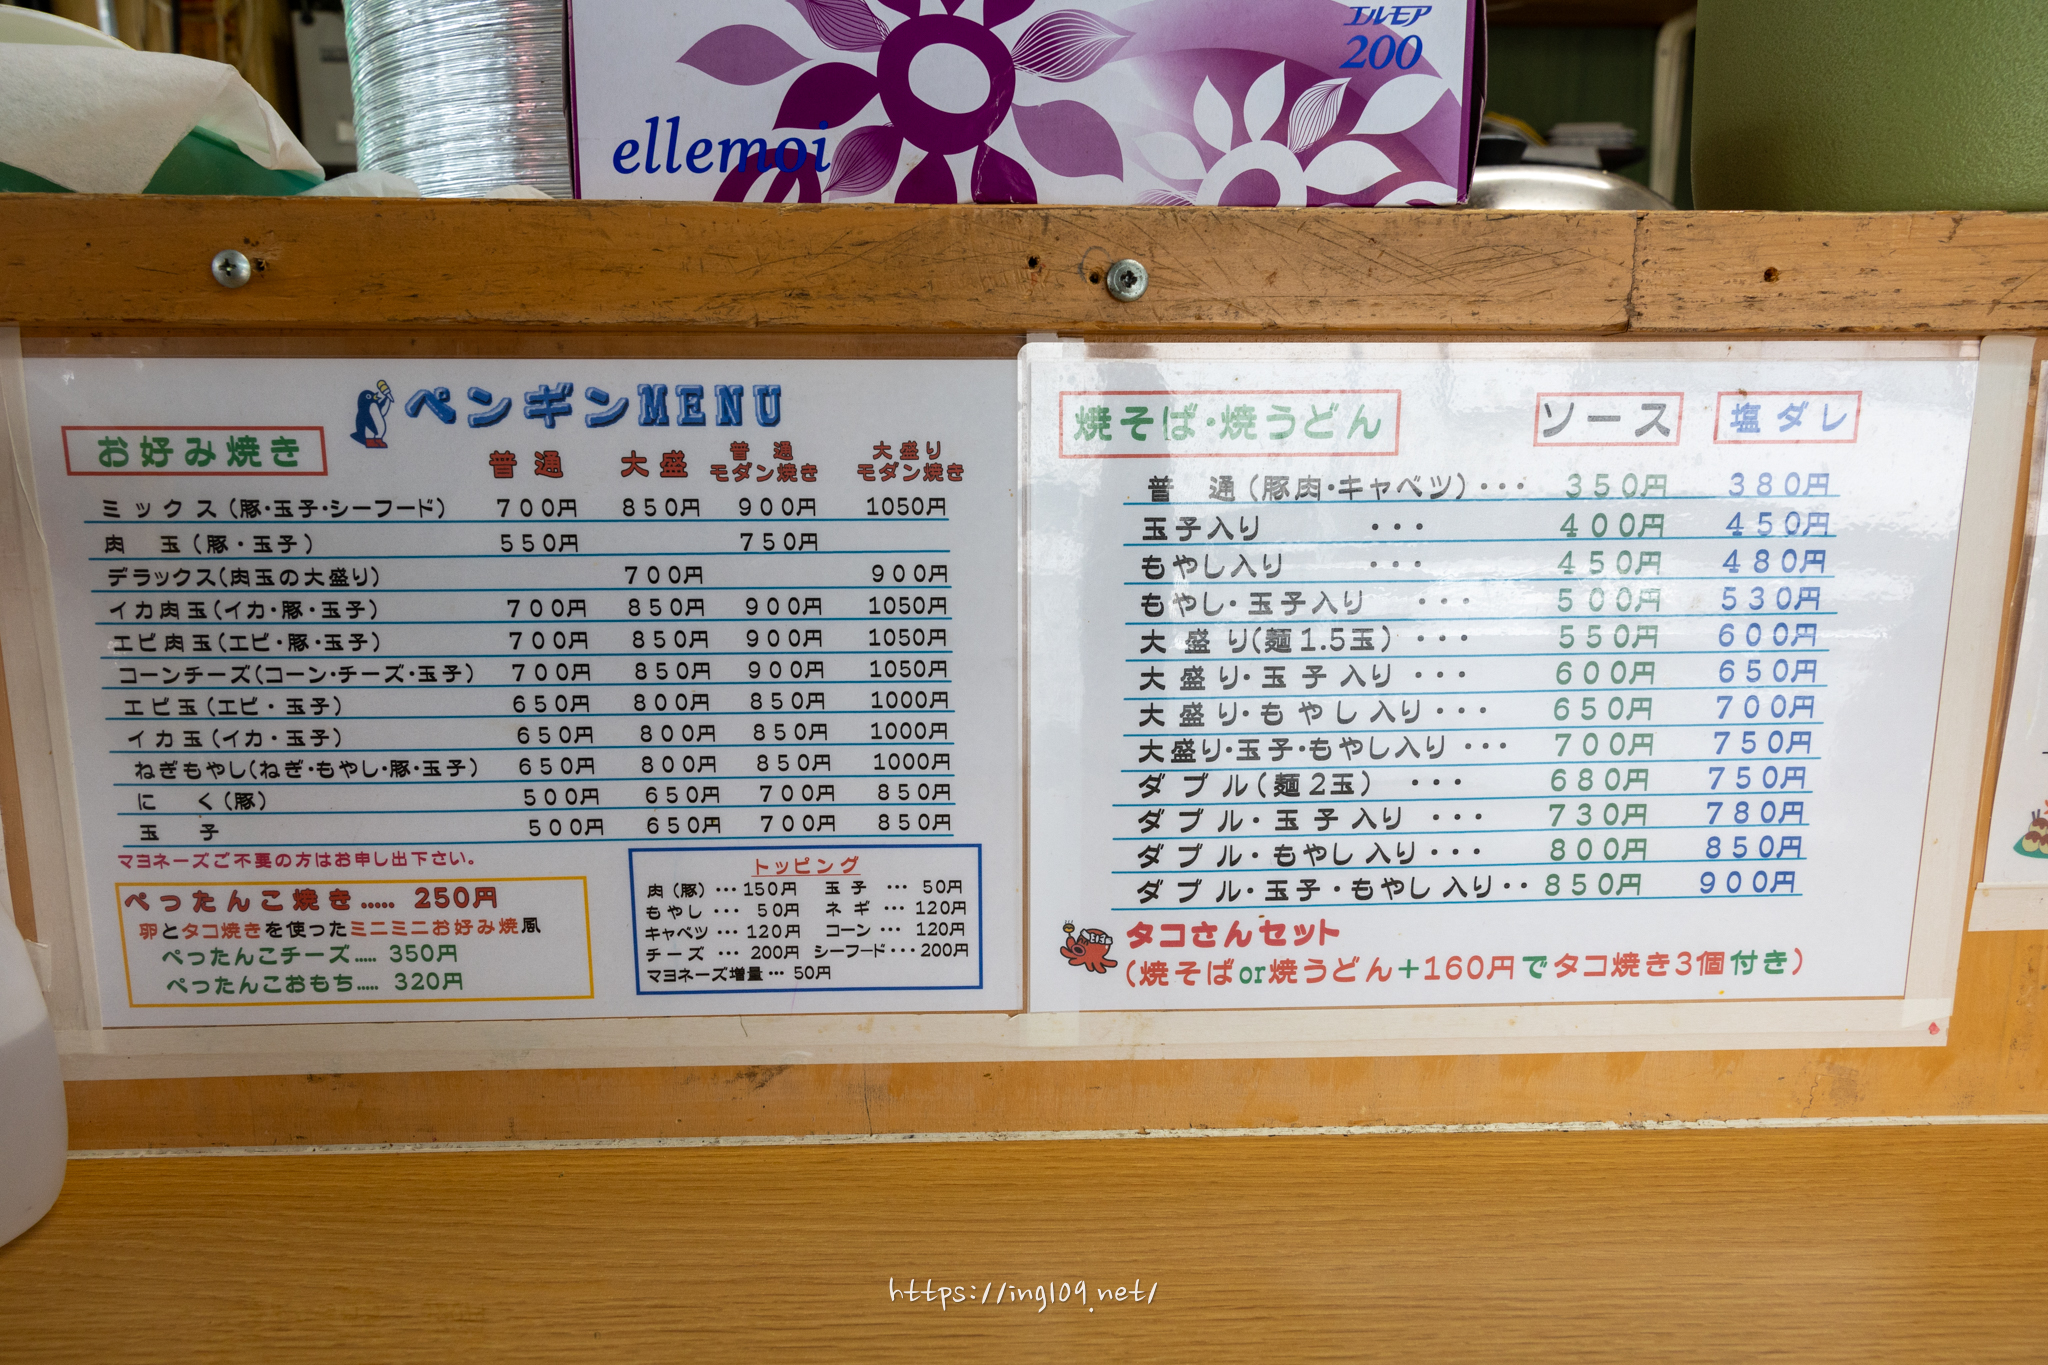 エルモア
200
ellemoi
ペンギンMENU
お好み焼き
普通 大盛 普通モダン焼き 大盛りモダン焼き
ミックス(豚・玉子・シーフード) 700円 850円 900円 1050円
肉玉(豚・玉子) 550円 750円
デラックス(肉玉の大盛り) 700円 900円
イカ肉玉(イカ・豚・玉子) 700円 850円 900円 1050円
エビ肉玉(エビ・豚・玉子) 700円 850円 900円 1050円
コーンチーズ(コーン・チーズ・玉子) 700円 850円 900円 1050円
エビ玉(エビ・玉子) 650円 800円 850円 1000円
イカ玉(イカ・玉子) 650円 800円 850円 1000円
ねぎもやし(ねぎ・もやし・豚・玉子) 650円 800円 850円 1000円
にく(豚) 500円 650円 700円 850円
玉子 500円 650円 700円 850円
マヨネーズご不要の方はお申し出下さい。
ぺったんこ焼き…… 250円
卵とタコ焼きを使ったミニミニお好み焼風
ぺったんこチーズ…… 350円
ぺったんこおもち…… 320円
トッピング
肉(豚)・・・150円 玉子 ・・・ 50円
もやし ・・・ 50円 ネギ ・・・ 120円
キャベツ ・・・120円 コーン ・・・ 120円
チーズ ・・・ 200円 シーフード・・・200円
マヨネーズ増量・・・ 50円
焼そば・焼うどん ソース 塩ダレ
普通(豚肉・キャベツ)・・・ 350円 380円
玉子入り ・・・ 400円 450円
もやし入り ・・・ 450円 480円
もやし・玉子入り ・・・ 500円 530円
大盛り(麺1.5玉) ・・・ 550円 600円
大盛り・玉子入り ・・・ 600円 650円
大盛り・もやし入り・・・ 650円 700円
大盛り・玉子・もやし入り ・・・ 700円 750円
ダブル(麺2玉) ・・・ 680円 750円
ダブル・玉子入り ・・・ 730円 780円
ダブル・もやし入り・・・ 800円 850円
ダブル・玉子・もやし入り・・ 850円 900円
タコさんセット
(焼そばor焼うどん+160円でタコ焼き3個付き)
https://ing109.net/